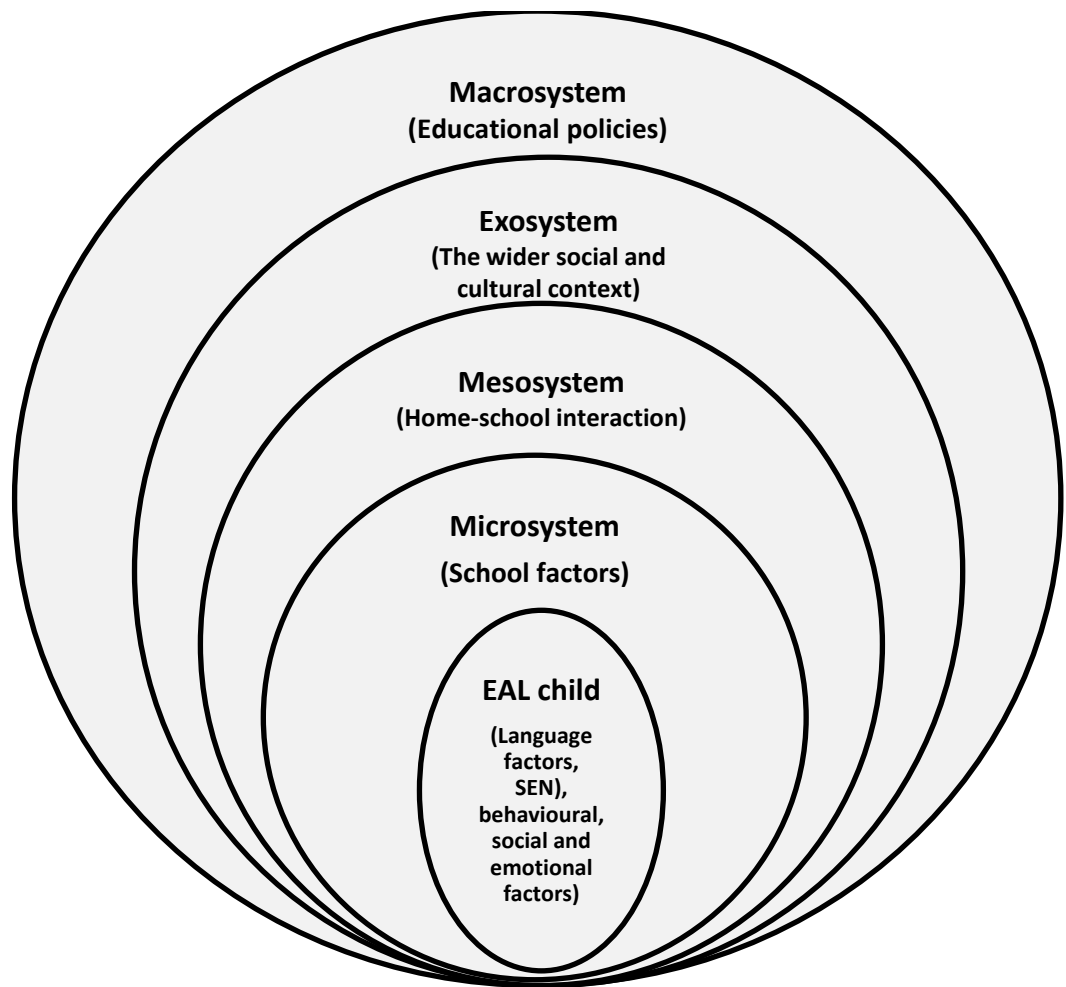 Macrosystem
(Educational policies)
Exosystem
(The wider social and
cultural context)
Mesosystem
(Home-school interaction)
Microsystem
(School factors)
EAL child
(Language
factors,
SEN),
behavioural,
social and
emotional
factors)